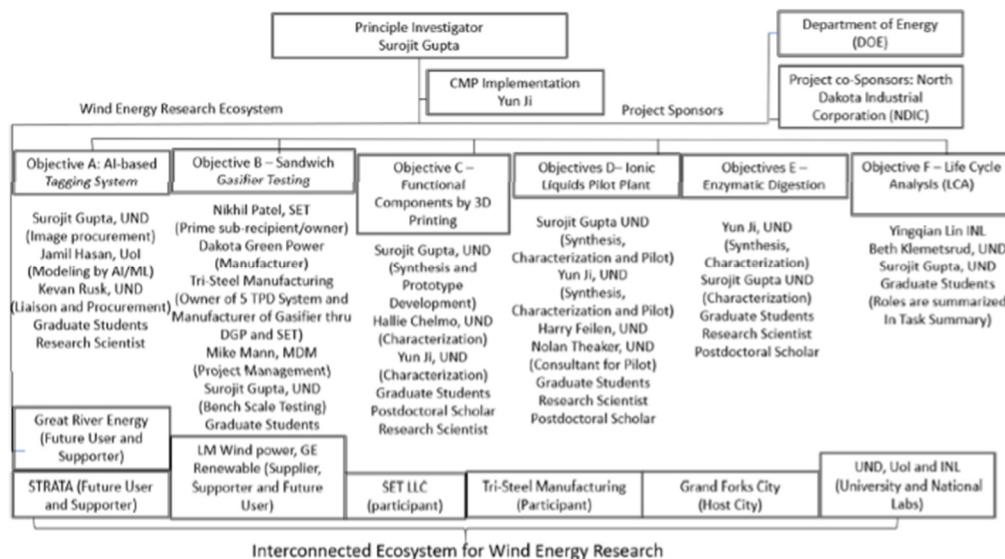 Principle Investigator
Surojit Gupta
Department of Energy
(DOE)
CMP Implementation
Yun Ji
Project co-Sponsors: North
Dakota Industrial
Corporation (NDIC)
Wind Energy Research Ecosystem
Project Sponsors
Objective A: AI-based
Tagging System
Surojit Gupta, UND
(Image procurement)
Jamil Hasan, UoI
(Modeling by AI/ML)
Kevan Rusk, UND
(Liaison and Procurement)
Graduate Students
Research Scientist
Objective B – Sandwich
Gasifier Testing
Nikhil Patel, SET
(Prime sub-recipient/owner)
Dakota Green Power
(Manufacturer)
Tri-Steel Manufacturing
(Owner of 5 TPD System and
Manufacturer of Gasifier thru
DGP and SET)
Mike Mann, MDM
(Project Management)
Surojit Gupta, UND
(Bench Scale Testing)
Graduate Students
Objective C –
Functional
Components by 3D
Printing
Surojit Gupta, UND
(Synthesis and
Prototype
Development)
Hallie Chelmo, UND
(Characterization)
Yun Ji, UND
(Characterization)
Graduate Students
Postdoctoral Scholar
Research Scientist
Objectives D– Ionic
Liquids Pilot Plant
Surojit Gupta UND
(Synthesis,
Characterization and Pilot)
Yun Ji, UND
(Synthesis,
Characterization and Pilot)
Harry Feilen, UND
Nolan Theaker, UND
(Consultant for Pilot)
Graduate Students
Research Scientist
Postdoctoral Scholar
Objectives E –
Enzymatic Digestion
Yun Ji, UND
(Synthesis,
Characterization)
Surojit Gupta UND
(Characterization)
Graduate Students
Research Scientist
Postdoctoral Scholar
Objective F – Life Cycle
Analysis (LCA)
Yingqian Lin INL
Beth Klemetsrud, UND
Surojit Gupta, UND
Graduate Students
(Roles are summarized
In Task Summary)
Great River Energy
(Future User and
Supporter)
STRATA (Future User
and Supporter)
LM Wind power, GE
Renewable (Supplier,
Supporter and Future
User)
SET LLC
(participant)
Tri-Steel Manufacturing
(Participant)
Grand Forks City
(Host City)
UND, UoI and INL
(University and National
Labs)
Interconnected Ecosystem for Wind Energy Research